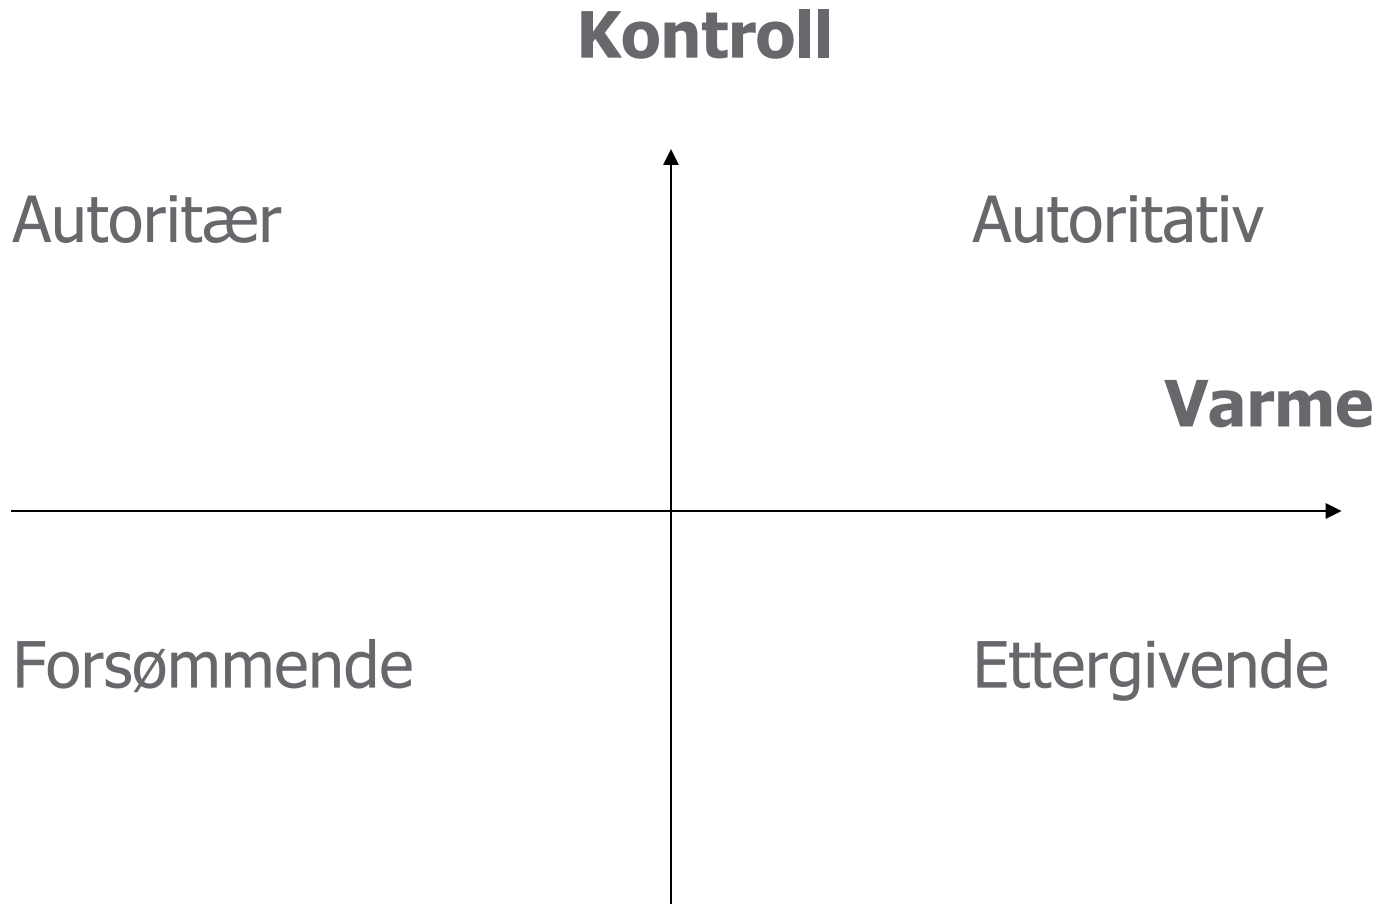 Kontroll
Autoritær
Autoritativ
Varme
Forsømmende
Ettergivende